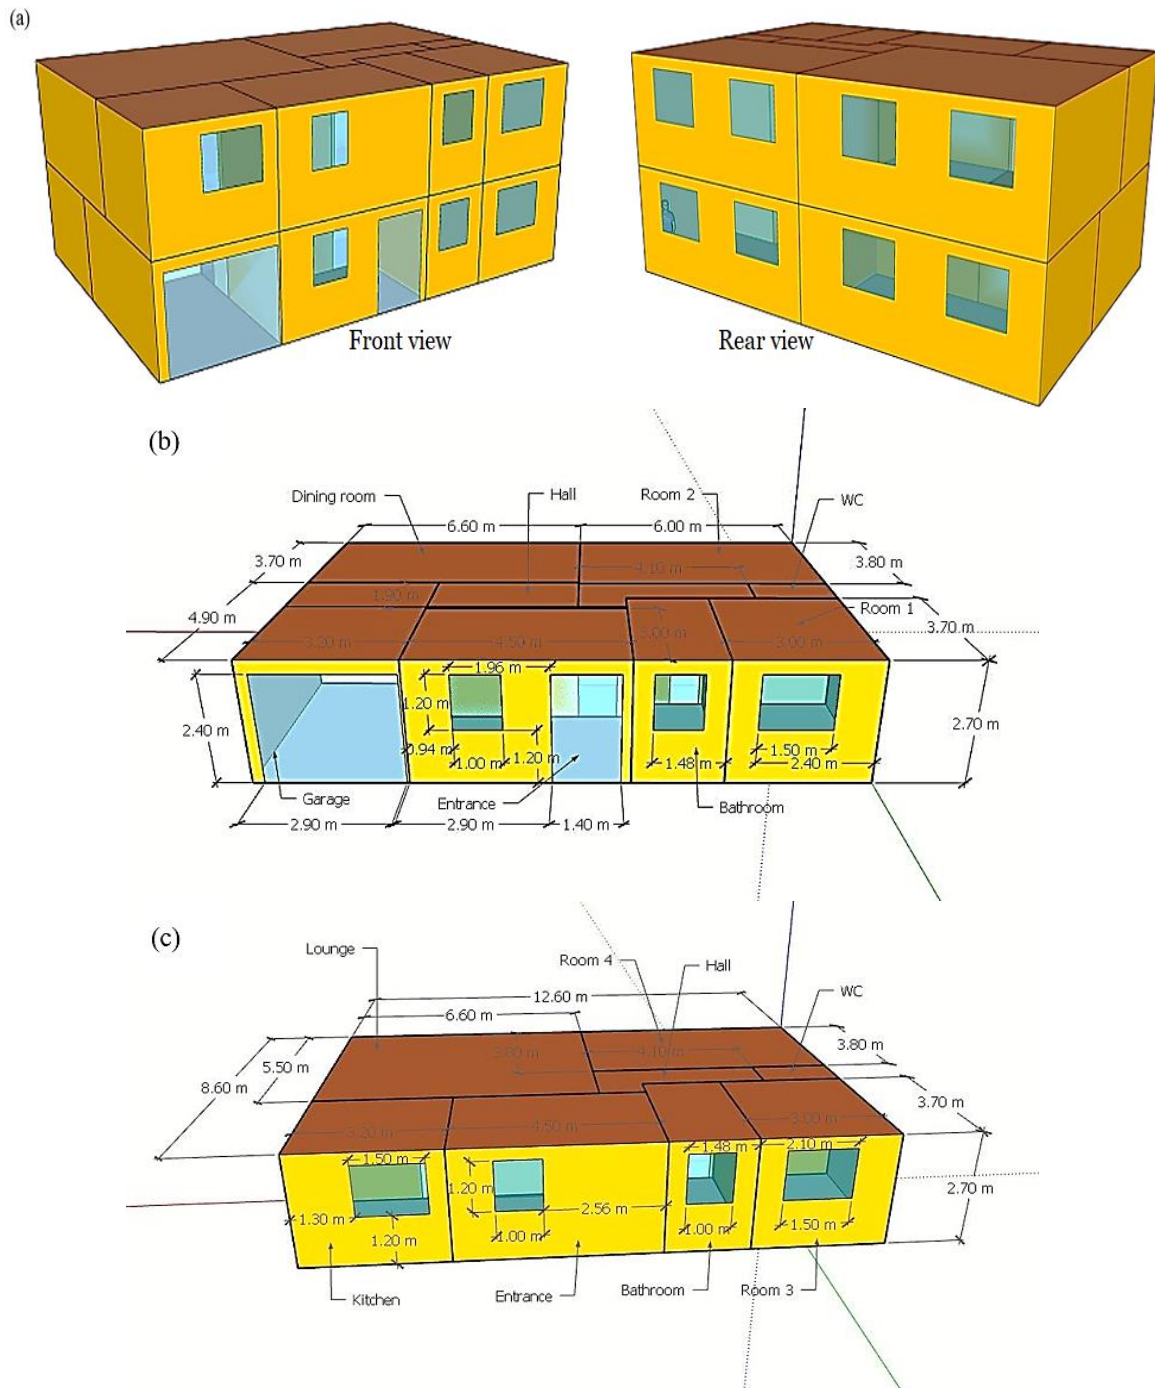 (a)
Front view
Rear view
(b)
Dining room
Hall
Room 2
WC
6.60 m
6.00 m
3.70 m
3.80 m
4.10 m
1.90 m
4.90 m
Room 1
3.70 m
3.20 m
4.50 m
3.00 m
3.00 m
1.96 m
1.20 m
2.40 m
2.70 m
0.94 m
1.00 m
1.20 m
1.48 m
1.50 m
2.40 m
Garage
Entrance
Bathroom
2.90 m
2.90 m
1.40 m
(c)
Lounge
Room 4
Hall
WC
12.60 m
6.60 m
3.80 m
4.10 m
3.80 m
5.50 m
8.60 m
3.70 m
3.20 m
4.50 m
3.00 m
1.50 m
1.48 m
2.10 m
1.20 m
2.70 m
1.30 m
2.56 m
1.20 m
1.00 m
1.00 m
1.50 m
Kitchen
Entrance
Bathroom
Room 3